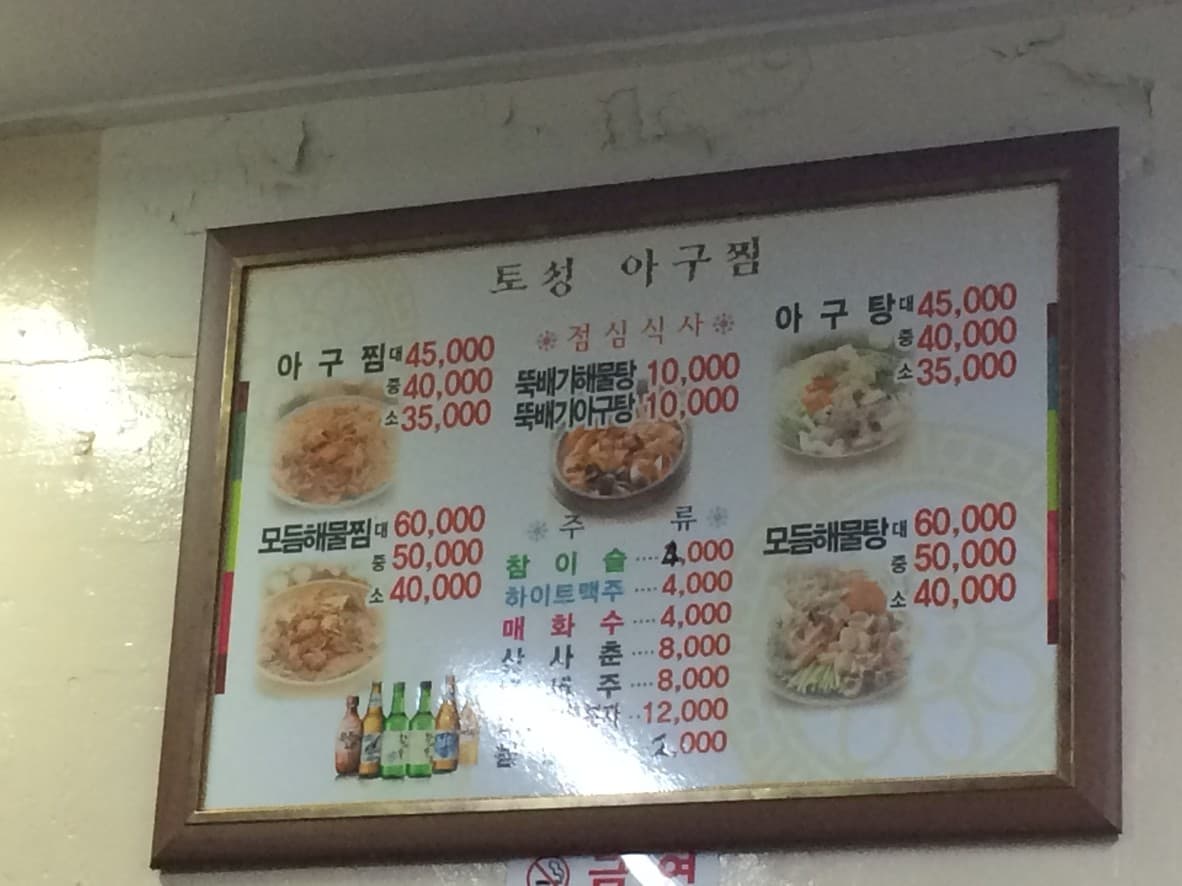 토성 아구찜
아구찜 대 45,000
중 40,000
소 35,000
모듬해물찜 대 60,000
중 50,000
소 40,000
점심식사
뚝배기해물탕 10,000
뚝배기아구탕 10,000
주류
참이슬 ···· 4,000
하이트맥주 ···· 4,000
매화수 ···· 4,000
산사춘 ···· 8,000
주 ···· 8,000
·· 12,000
,000
아구탕 대 45,000
중 40,000
소 35,000
모듬해물탕 대 60,000
중 50,000
소 40,000
금연